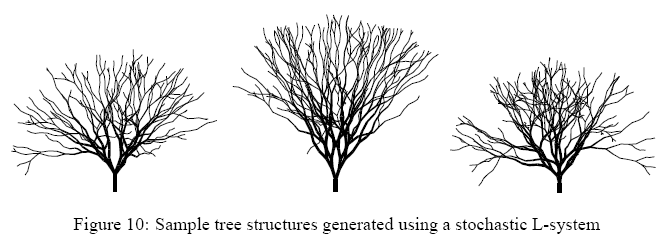 Figure 10: Sample tree structures generated using a stochastic L-system